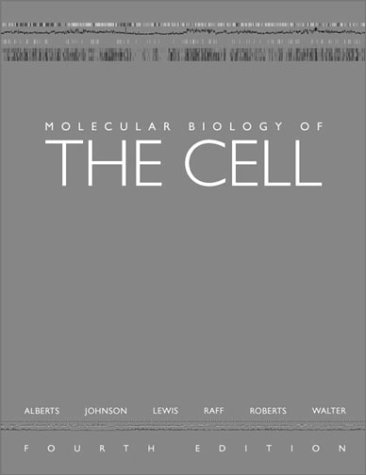 MOLECULAR BIOLOGY OF
THE CELL
ALBERTS JOHNSON LEWIS RAFF ROBERTS WALTER
FOURTH EDITION